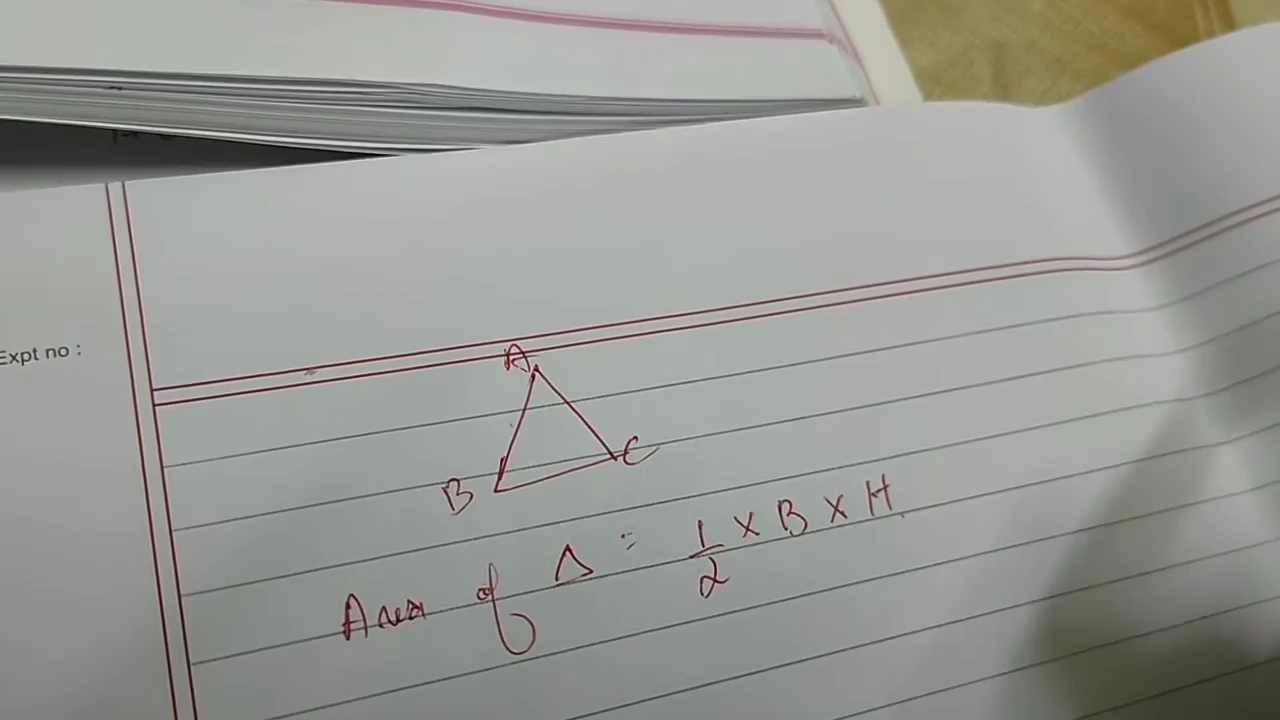 Expt no :
A
B
C
Area of Δ = 1/2 × B × H